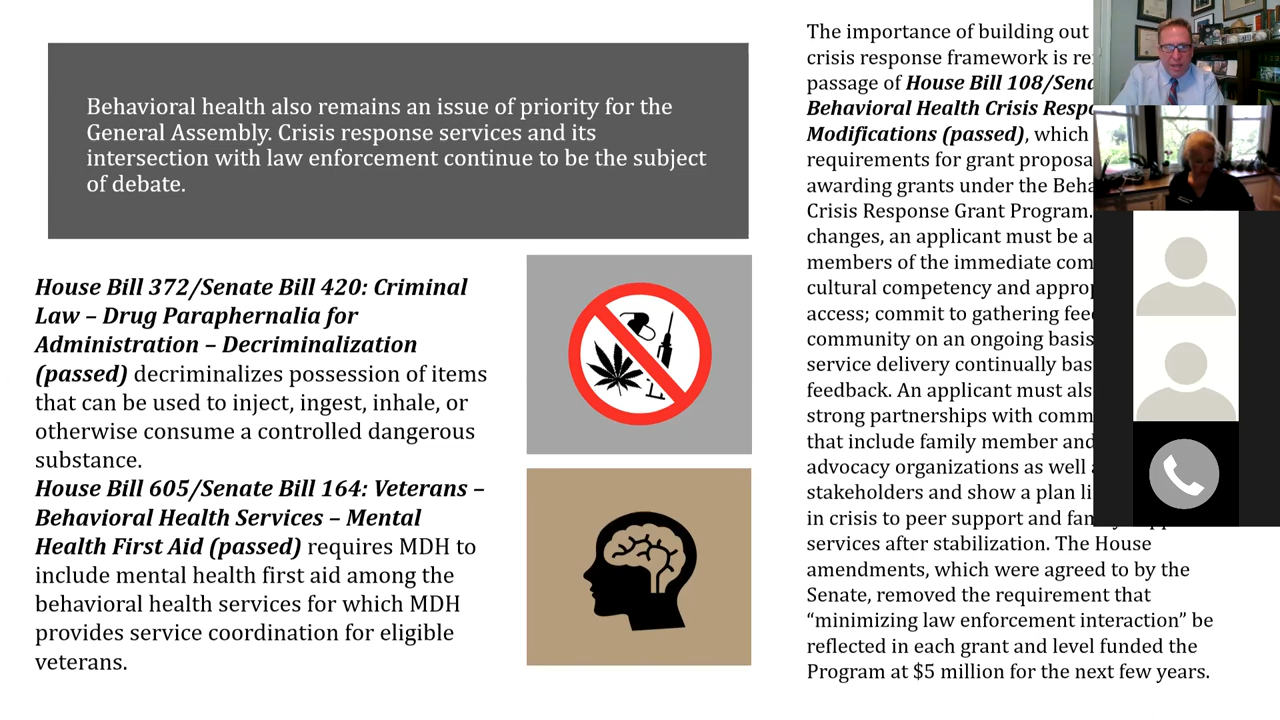 Behavioral health also remains an issue of priority for the
General Assembly. Crisis response services and its
intersection with law enforcement continue to be the subject
of debate.
House Bill 372/Senate Bill 420: Criminal
Law – Drug Paraphernalia for
Administration – Decriminalization
(passed) decriminalizes possession of items
that can be used to inject, ingest, inhale, or
otherwise consume a controlled dangerous
substance.
House Bill 605/Senate Bill 164: Veterans –
Behavioral Health Services – Mental
Health First Aid (passed) requires MDH to
include mental health first aid among the
behavioral health services for which MDH
provides service coordination for eligible
veterans.
The importance of building out
crisis response framework is
passage of House Bill 108/
Behavioral Health Crisis
Modifications (passed), which
requirements for grant
awarding grants under the
Crisis Response Grant Program.
changes, an applicant must be
members of the immediate
cultural competency and
access; commit to gathering
community on an ongoing basis
service delivery continually
feedback. An applicant must
strong partnerships with
that include family member and
advocacy organizations as well
stakeholders and show a plan
in crisis to peer support and
services after stabilization. The House
amendments, which were agreed to by the
Senate, removed the requirement that
“minimizing law enforcement interaction” be
reflected in each grant and level funded the
Program at $5 million for the next few years.